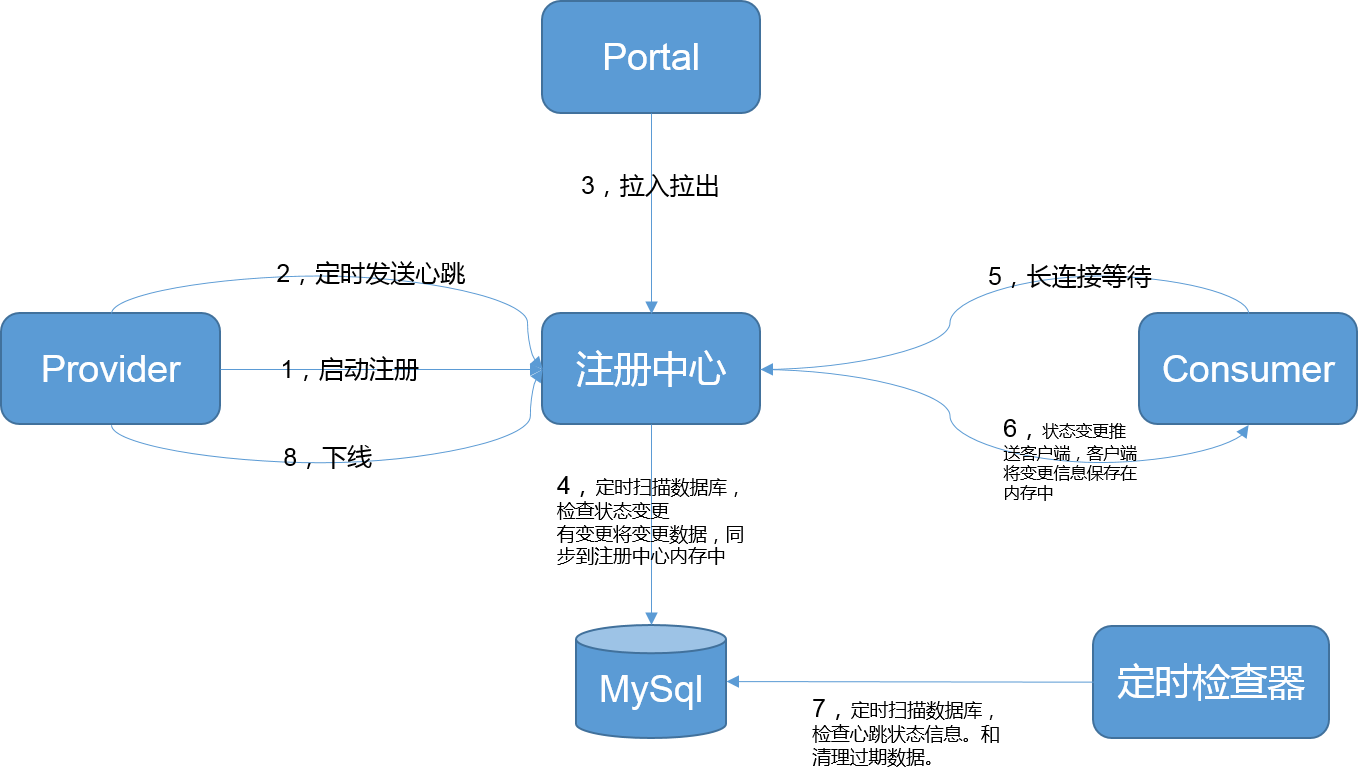 Portal
3，拉入拉出
2，定时发送心跳
5，长连接等待
Provider
1，启动注册
注册中心
Consumer
8，下线
6，状态变更推
送客户端，客户端
将变更信息保存在
内存中
4，定时扫描数据库，
检查状态变更
有变更将变更数据，同
步到注册中心内存中
MySql
定时检查器
7，定时扫描数据库，
检查心跳状态信息。和
清理过期数据。